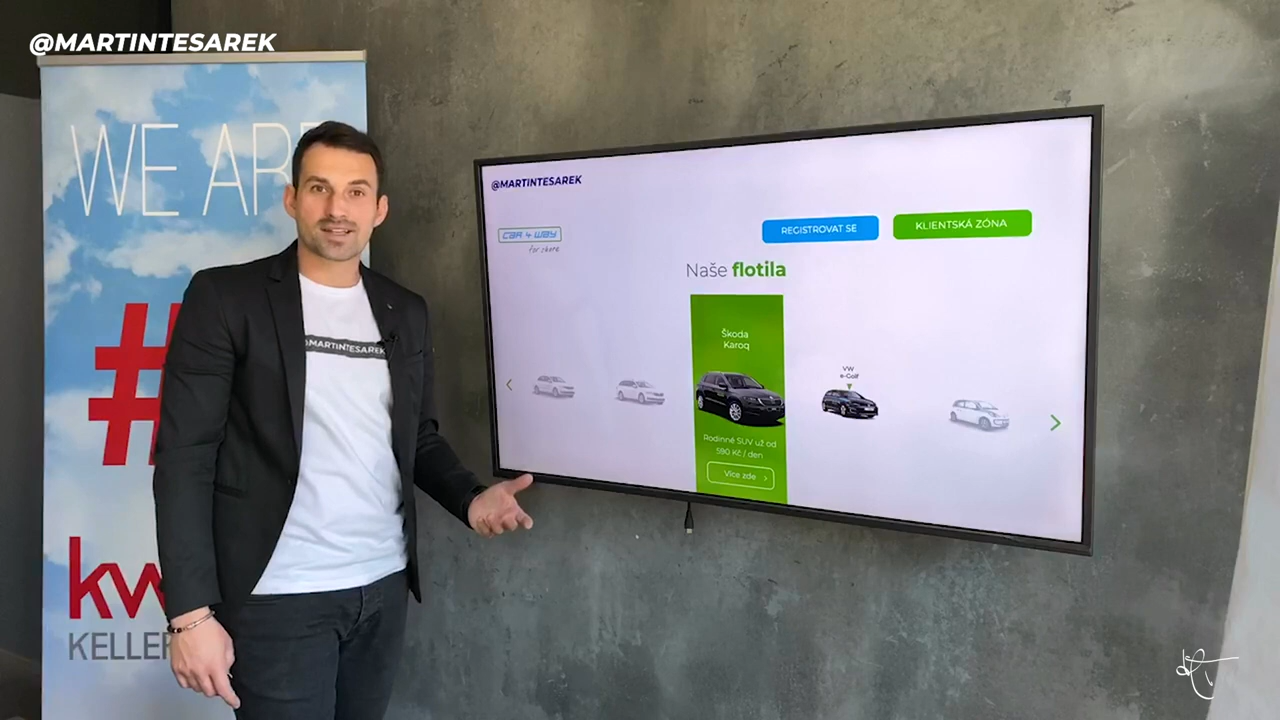 @MARTINTESAREK
WE ARE
#
kw
KELLER
@MARTINTESAREK
@MARTINTESAREK
CAR 4 WAY
for share
REGISTROVAT SE
KLIENTSKÁ ZÓNA
Naše flotila
Škoda
Karoq
VW
e-Golf
Rodinné SUV už od
590 Kč / den
Více zde